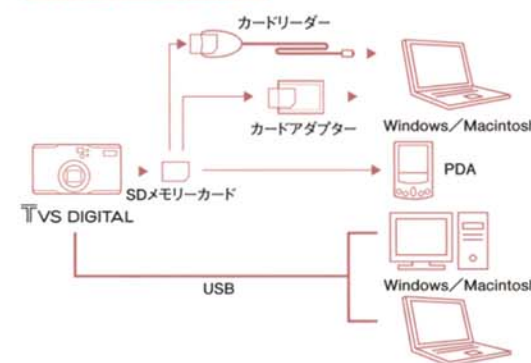 カードリーダー
カードアダプター
Windows／Macintosh
SDメモリーカード
PDA
TVS DIGITAL
USB
Windows／Macintosh